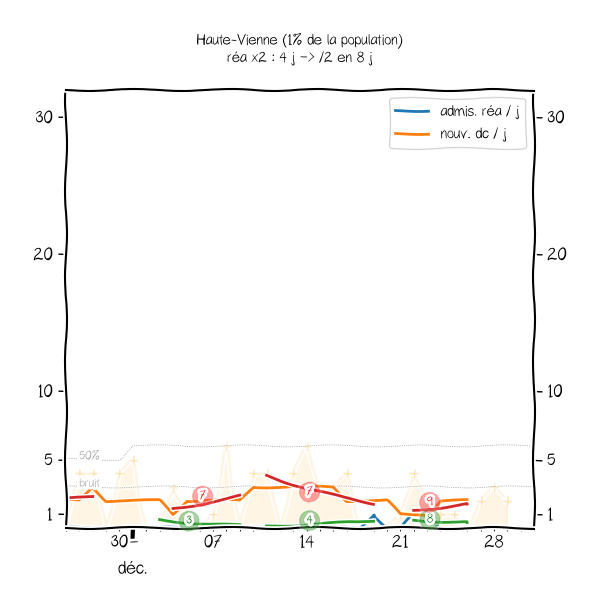 Haute-Vienne (1% de la population)
réa x2 : 4 j -> /2 en 8 j
admis. réa / j
nouv. dc / j
30 30
20 20
10 10
50%
5 5
bruit
7 7 9
3 4 8
1 1
30 07 14 21 28
déc.